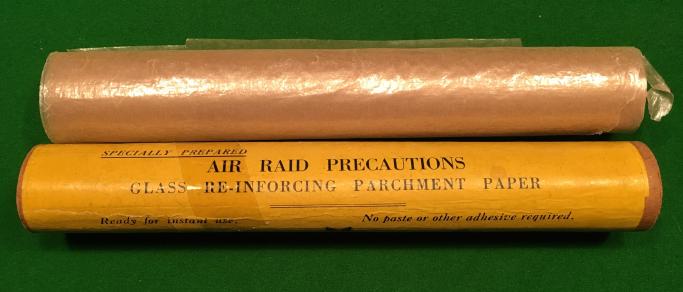 SPECIALLY PREPARED
AIR RAID PRECAUTIONS
GLASS RE-INFORCING PARCHMENT PAPER
Ready for instant use. No paste or other adhesive required.